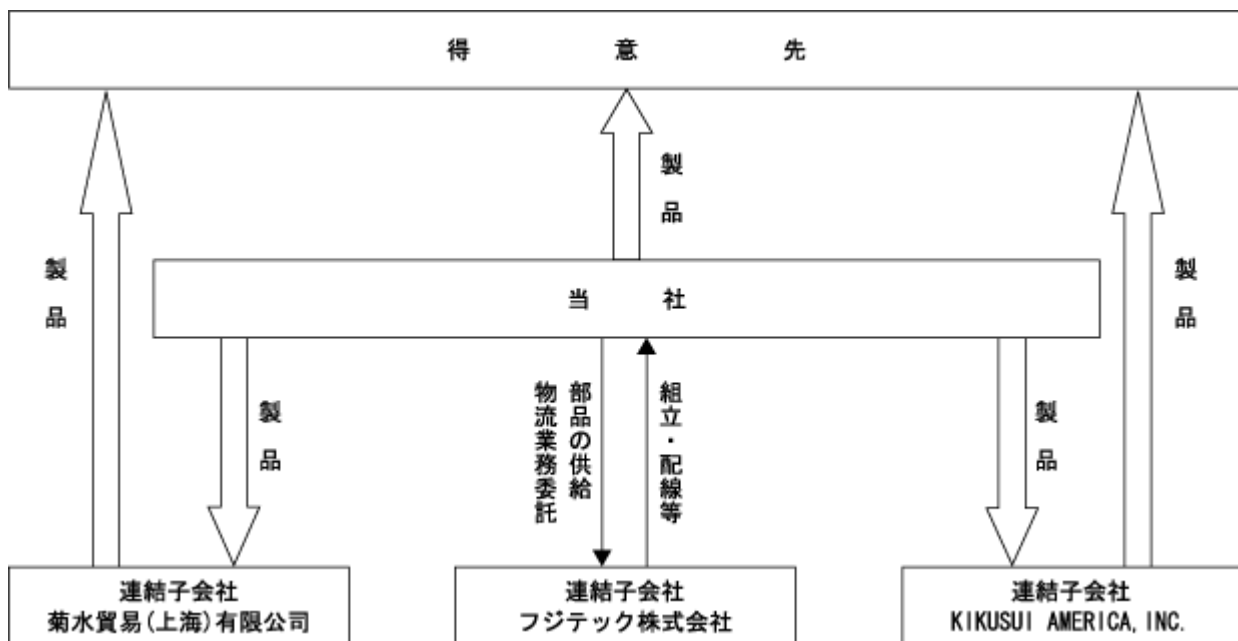 得意先
製品
製品
製品
当社
製品
部品の供給
物流業務委託
組立・配線等
製品
連結子会社
菊水貿易(上海)有限公司
連結子会社
フジテック株式会社
連結子会社
KIKUSUI AMERICA, INC.